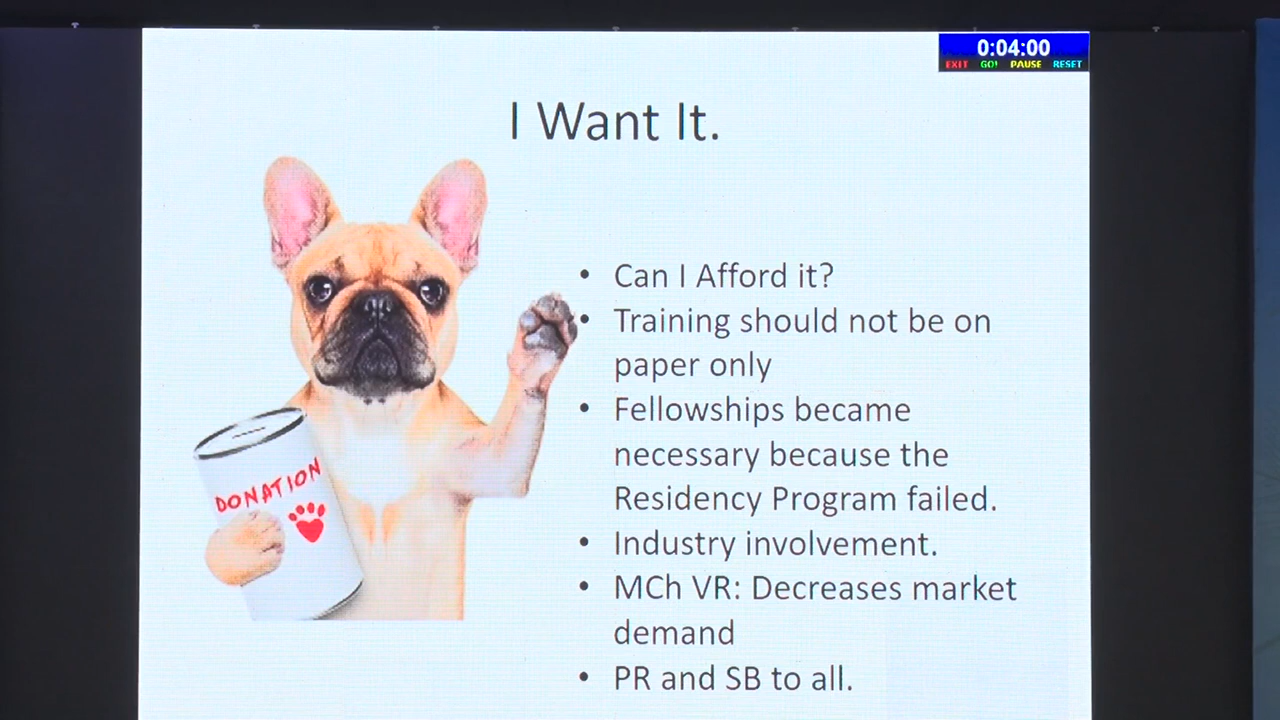 0:04:00
EXIT GO! PAUSE RESET
I Want It.
• Can I Afford it?
• Training should not be on
paper only
• Fellowships became
necessary because the
Residency Program failed.
• Industry involvement.
• MCh VR: Decreases market
demand
• PR and SB to all.
DONATION